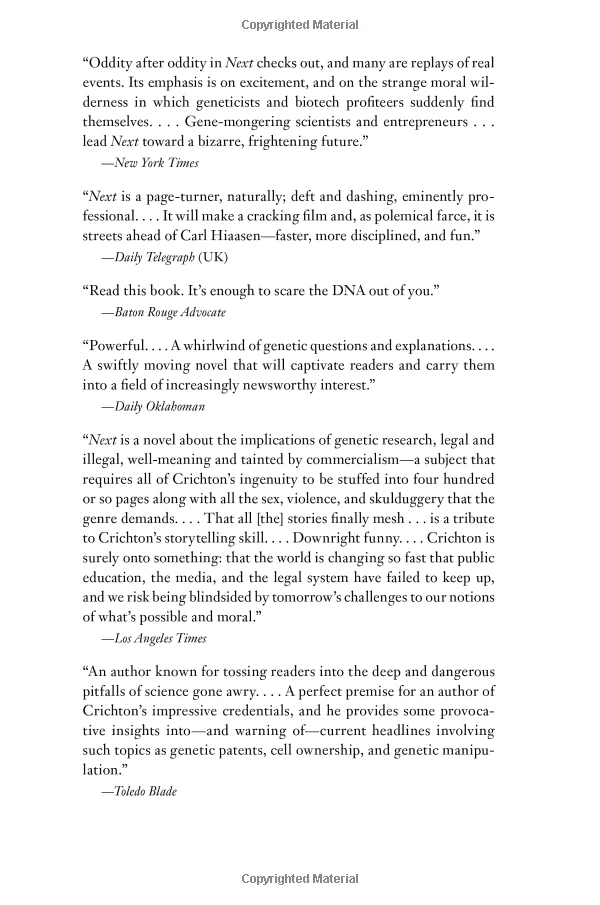 Copyrighted Material
“Oddity after oddity in Next checks out, and many are replays of real
events. Its emphasis is on excitement, and on the strange moral wil-
derness in which geneticists and biotech profiteers suddenly find
themselves. . . . Gene-mongering scientists and entrepreneurs . . .
lead Next toward a bizarre, frightening future.”
—New York Times
“Next is a page-turner, naturally; deft and dashing, eminently pro-
fessional. . . . It will make a cracking film and, as polemical farce, it is
streets ahead of Carl Hiaasen—faster, more disciplined, and fun.”
—Daily Telegraph (UK)
“Read this book. It’s enough to scare the DNA out of you.”
—Baton Rouge Advocate
“Powerful. . . . A whirlwind of genetic questions and explanations. . . .
A swiftly moving novel that will captivate readers and carry them
into a field of increasingly newsworthy interest.”
—Daily Oklahoman
“Next is a novel about the implications of genetic research, legal and
illegal, well-meaning and tainted by commercialism—a subject that
requires all of Crichton’s ingenuity to be stuffed into four hundred
or so pages along with all the sex, violence, and skulduggery that the
genre demands. . . . That all [the] stories finally mesh . . . is a tribute
to Crichton’s storytelling skill. . . . Downright funny. . . . Crichton is
surely onto something: that the world is changing so fast that public
education, the media, and the legal system have failed to keep up,
and we risk being blindsided by tomorrow’s challenges to our notions
of what’s possible and moral.”
—Los Angeles Times
“An author known for tossing readers into the deep and dangerous
pitfalls of science gone awry. . . . A perfect premise for an author of
Crichton’s impressive credentials, and he provides some provoca-
tive insights into—and warning of—current headlines involving
such topics as genetic patents, cell ownership, and genetic manipu-
lation.”
—Toledo Blade
Copyrighted Material